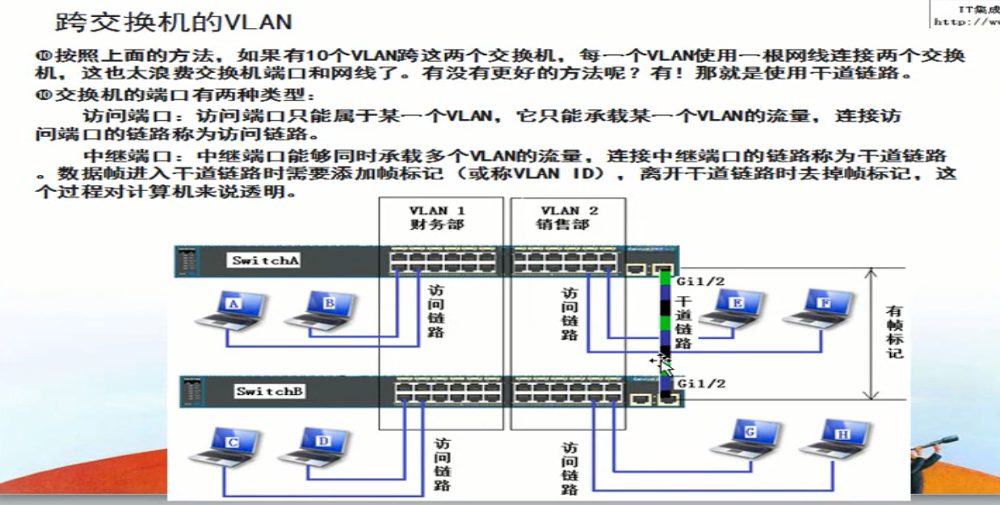 跨交换机的VLAN
IT集成
http://ww
⑩按照上面的方法，如果有10个VLAN跨这两个交换机，每一个VLAN使用一根网线连接两个交换
机，这也太浪费交换机端口和网线了。有没有更好的方法呢？有！那就是使用干道链路。
⑩交换机的端口有两种类型：
访问端口：访问端口只能属于某一个VLAN，它只能承载某一个VLAN的流量，连接访
问端口的链路称为访问链路。
中继端口：中继端口能够同时承载多个VLAN的流量，连接中继端口的链路称为干道链路
。数据帧进入干道链路时需要添加帧标记（或称VLAN ID），离开干道链路时去掉帧标记，这
个过程对计算机来说透明。
VLAN 1
财务部
VLAN 2
销售部
SwitchA
Gi1/2
A
B
访问链路
访问链路
干道链路
E
F
有帧标记
SwitchB
Gi1/2
C
D
访问链路
访问链路
G
H